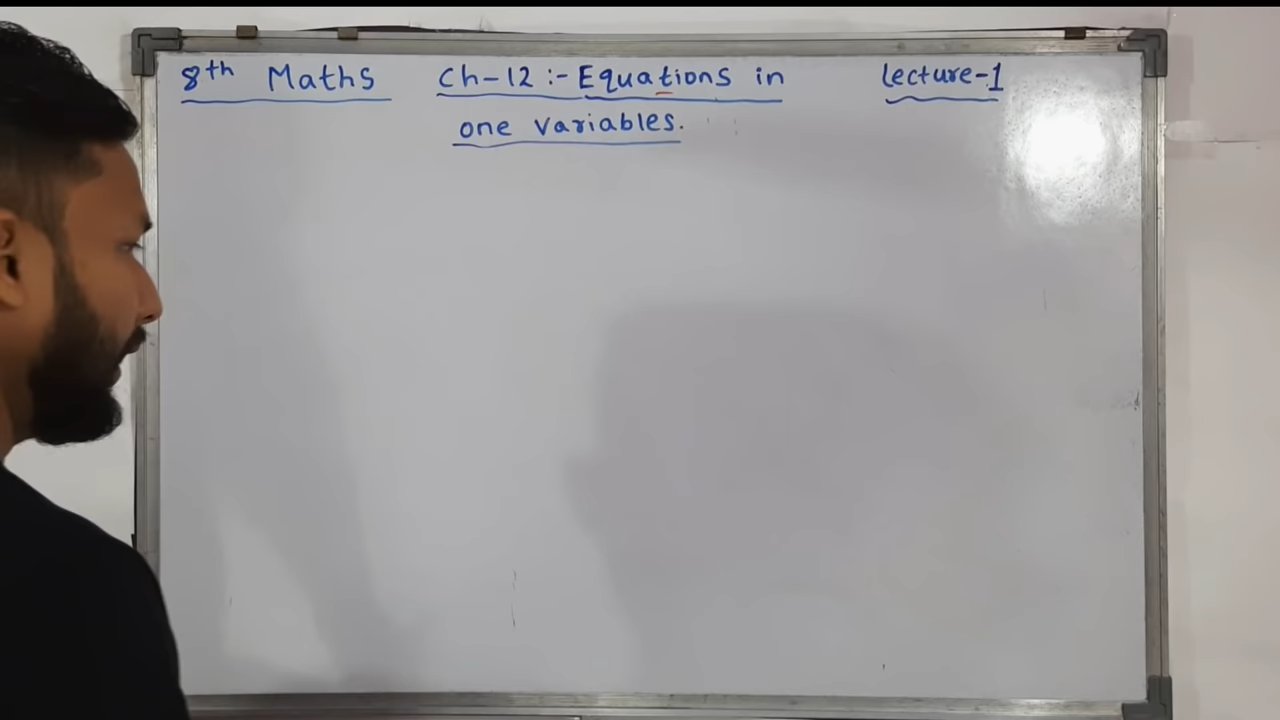 8th Maths Ch-12 :- Equations in Lecture-1
one variables.